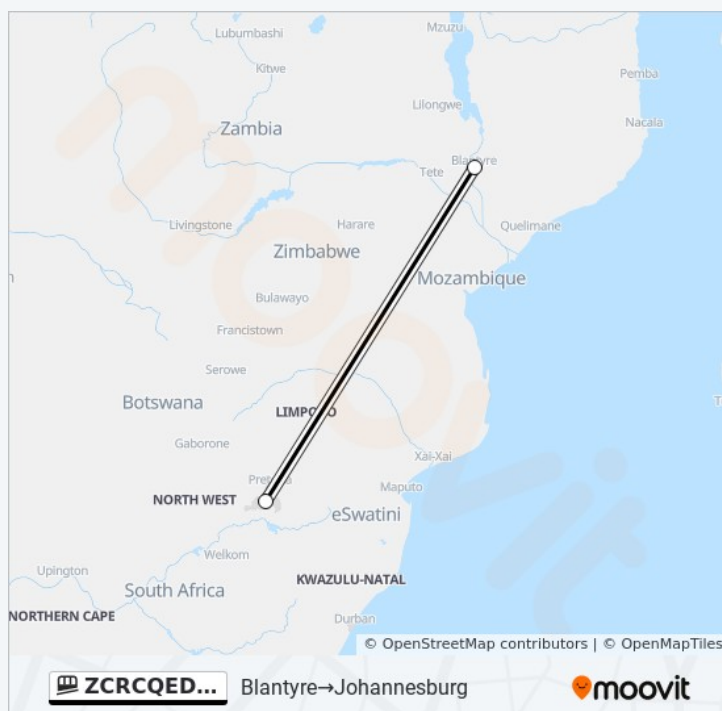 Lubumbashi
Mzuzu
Kitwe
Pemba
Lilongwe
Nacala
Zambia
Blantyre
Tete
Livingstone
Harare
Quelimane
Zimbabwe
Mozambique
Bulawayo
Francistown
Serowe
Botswana
LIMPOPO
Gaborone
Xai-Xai
Pretoria
Maputo
NORTH WEST
eSwatini
Welkom
Upington
KWAZULU-NATAL
South Africa
NORTHERN CAPE
Durban
© OpenStreetMap contributors | © OpenMapTiles
ZCRCQED... Blantyre→Johannesburg moovit
moovit